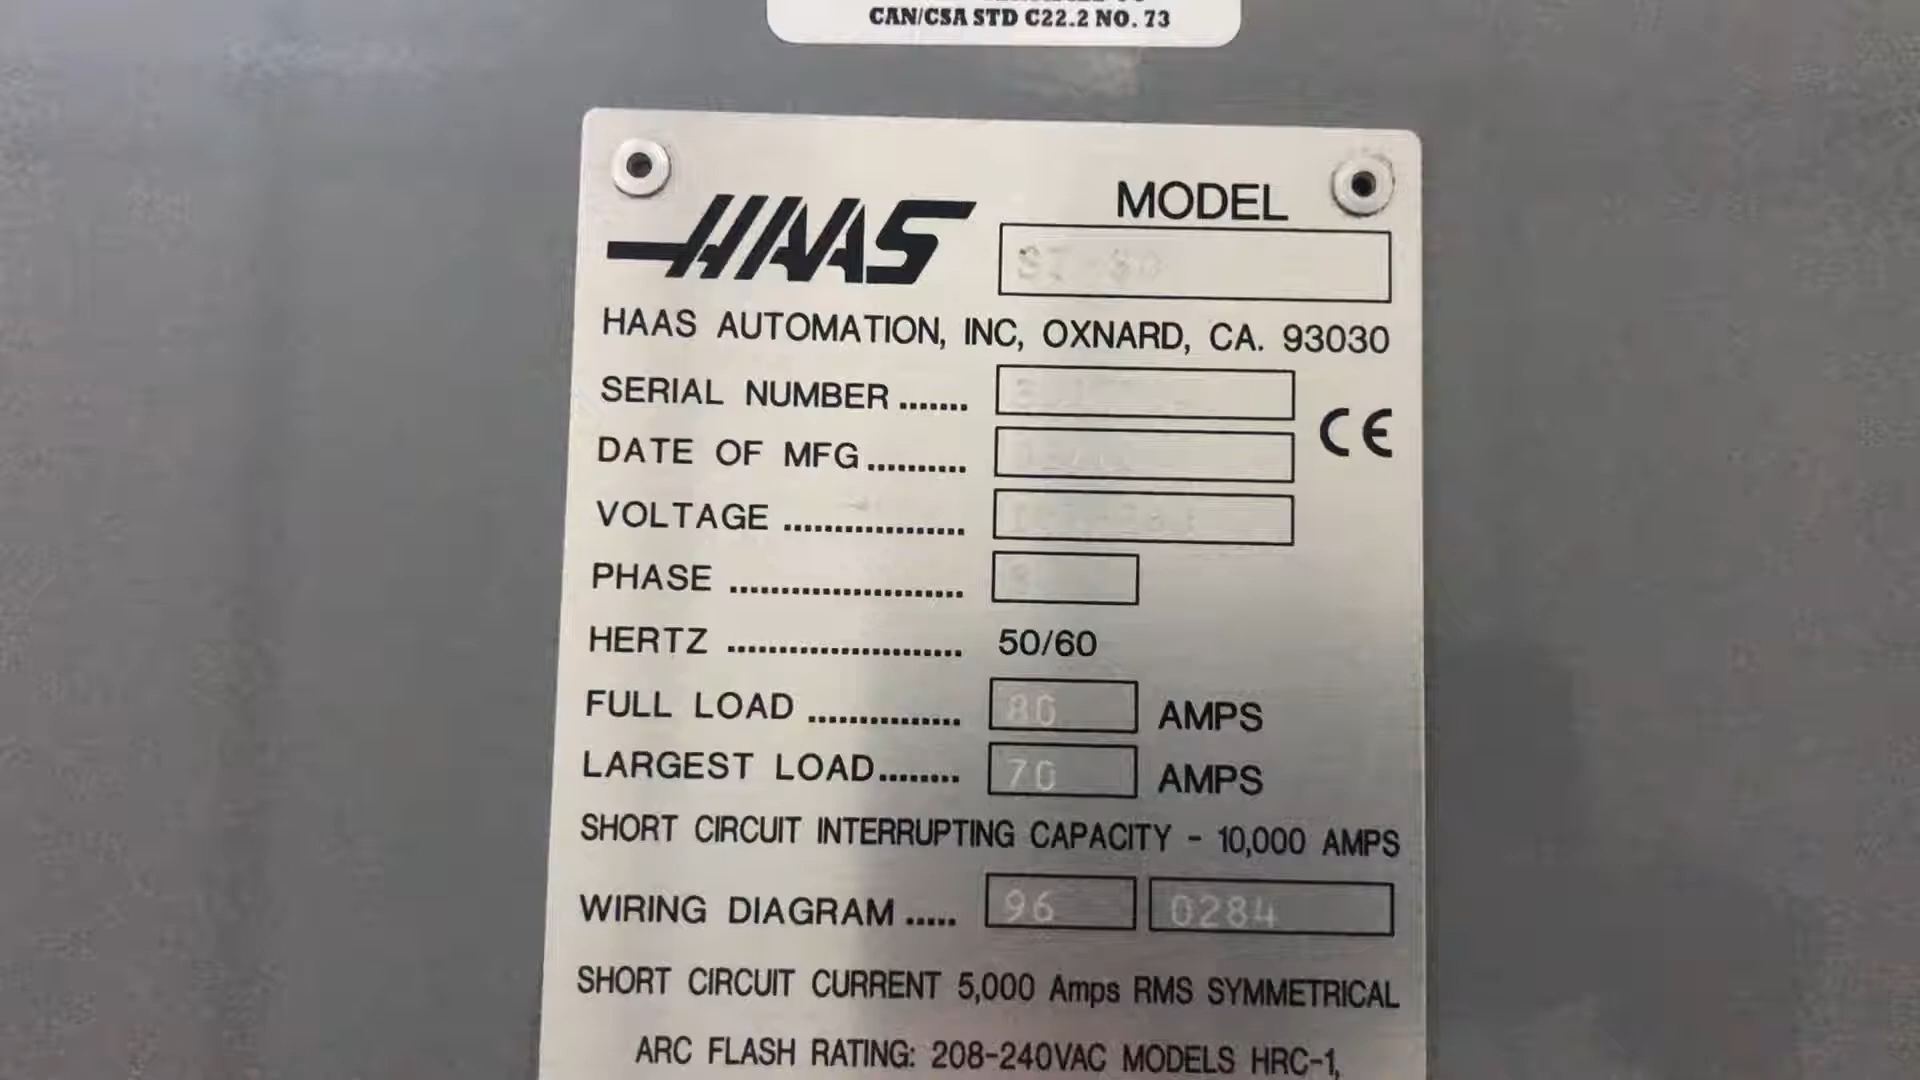 CAN/CSA STD C22.2 NO. 73
HAAS
MODEL
HAAS AUTOMATION, INC, OXNARD, CA. 93030
SERIAL NUMBER .......
CE
DATE OF MFG ..........
VOLTAGE ..................
PHASE .......................
HERTZ ....................... 50/60
FULL LOAD ............... AMPS
LARGEST LOAD ........ 70 AMPS
SHORT CIRCUIT INTERRUPTING CAPACITY - 10,000 AMPS
WIRING DIAGRAM ..... 96 0284
SHORT CIRCUIT CURRENT 5,000 Amps RMS SYMMETRICAL
ARC FLASH RATING: 208-240VAC MODELS HRC-1,